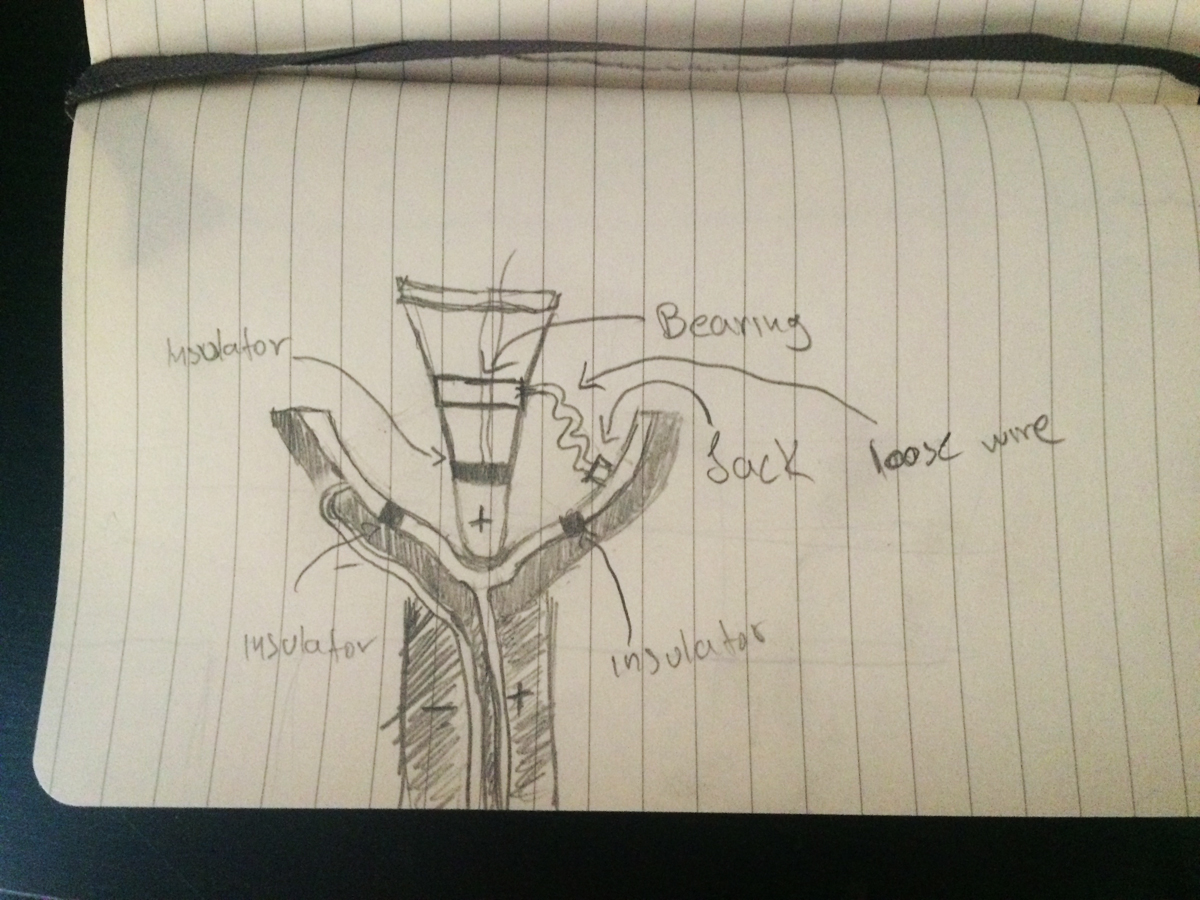 Bearing
Insulator
Jack
loose wire
+
-
insulator
insulator
-
+